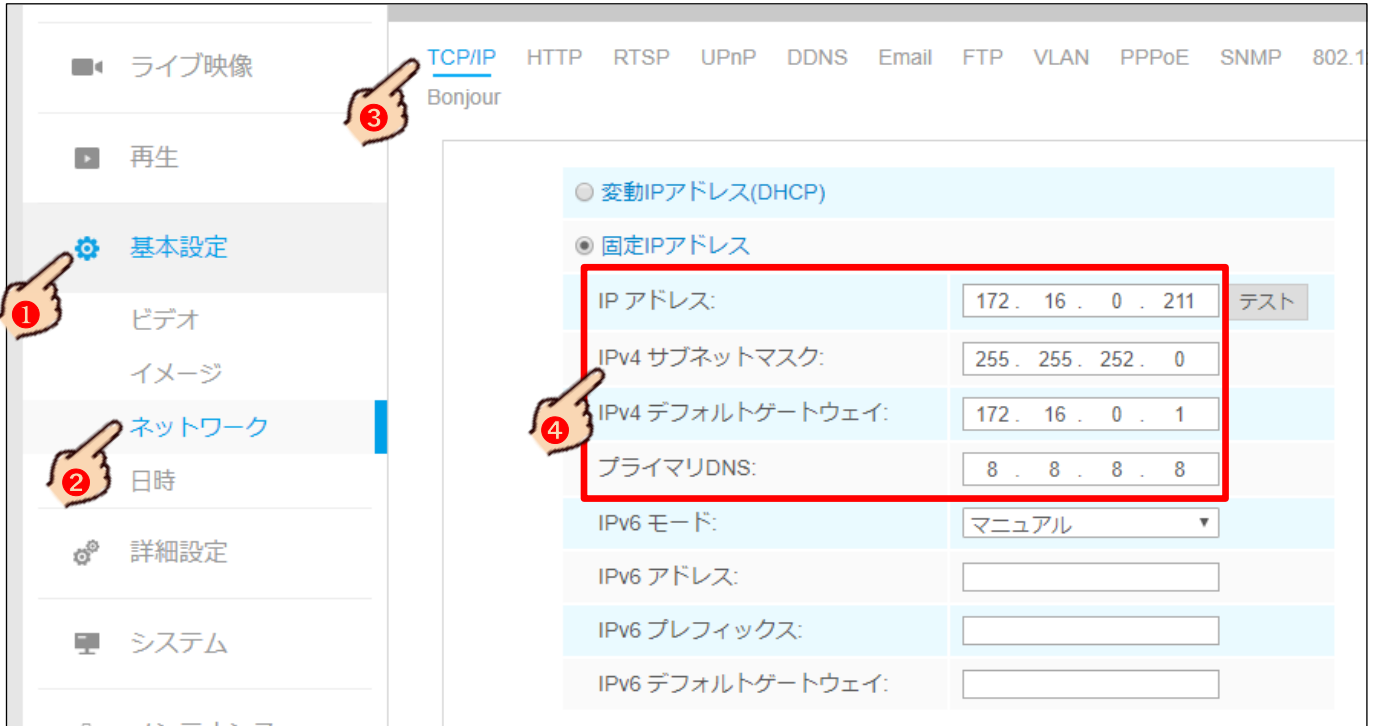 ライブ映像
再生
❶
基本設定
ビデオ
イメージ
❷
ネットワーク
日時
詳細設定
システム
❸
TCP/IP HTTP RTSP UPnP DDNS Email FTP VLAN PPPoE SNMP 802.1
Bonjour
変動IPアドレス(DHCP)
固定IPアドレス
IP アドレス: 172 . 16 . 0 . 211 テスト
IPv4 サブネットマスク: 255 . 255 . 252 . 0
❹
IPv4 デフォルトゲートウェイ: 172 . 16 . 0 . 1
プライマリDNS: 8 . 8 . 8 . 8
IPv6 モード: マニュアル
IPv6 アドレス:
IPv6 プレフィックス:
IPv6 デフォルトゲートウェイ: